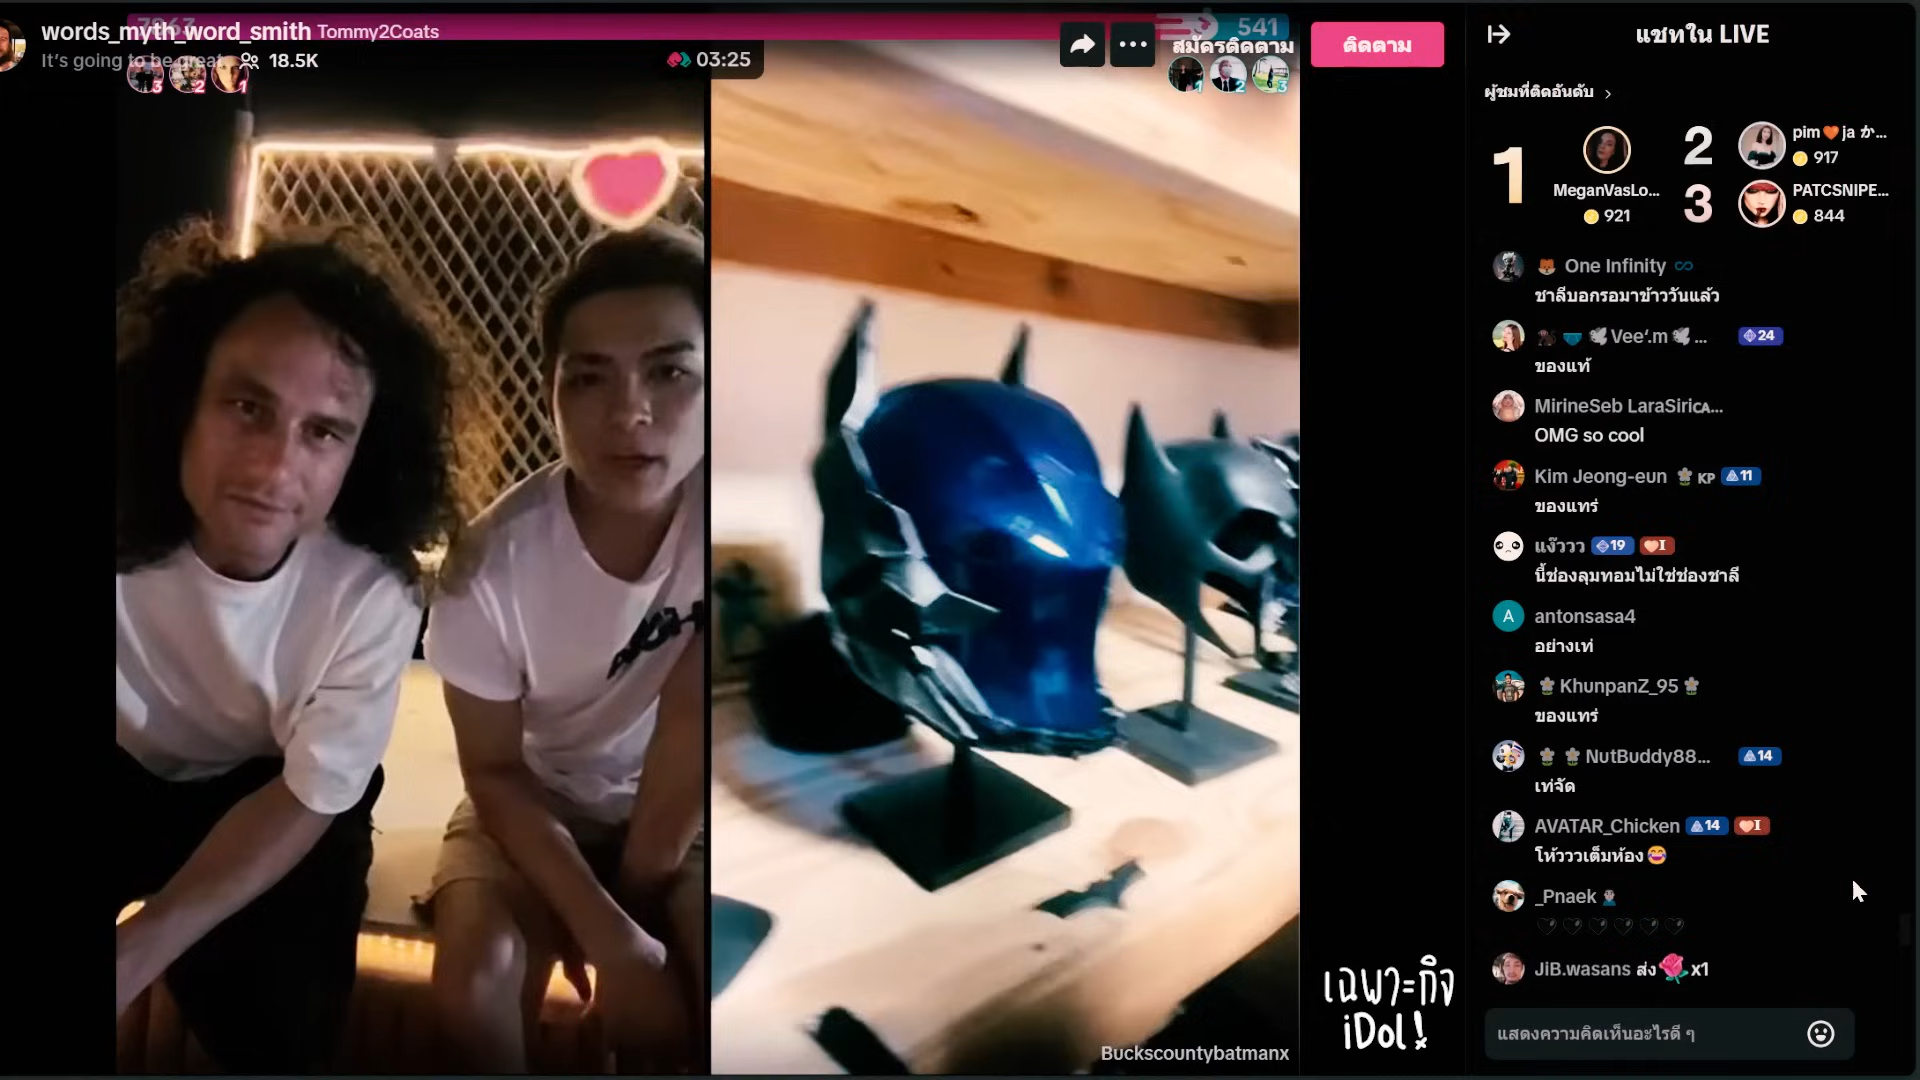 words_myth_word_smith Tommy2Coats
It's going to be great 18.5K
7863
541
03:25
สมัครติดตาม
ติดตาม
3 2 1
1 2 3
แชทใน LIVE
ผู้ชมที่ติดอันดับ >
1
MeganVasLo...
921
2
pim🧡ja か...
917
3
PATCSNIPE...
844
One Infinity
ชาลีบอกรอมาข้าววันแล้ว
Vee'.m ... 24
ของแท้
MirineSeb LaraSiriCA...
OMG so cool
Kim Jeong-eun KP 11
ของแทร่
แง๊ววว 19 I
นี้ช่องลุมทอมไม่ใช่ช่องชาลี
A antonsasa4
อย่างเท่
KhunpanZ_95
ของแทร่
NutBuddy88... 14
เท่จัด
AVATAR_Chicken 14 I
โห้วววเต็มห้อง😂
_Pnaek
JiB.wasans ส่ง🌹x1
แสดงความคิดเห็นอะไรดี ๆ
เฉพาะกิจ
iDol!
Buckscountybatmanx